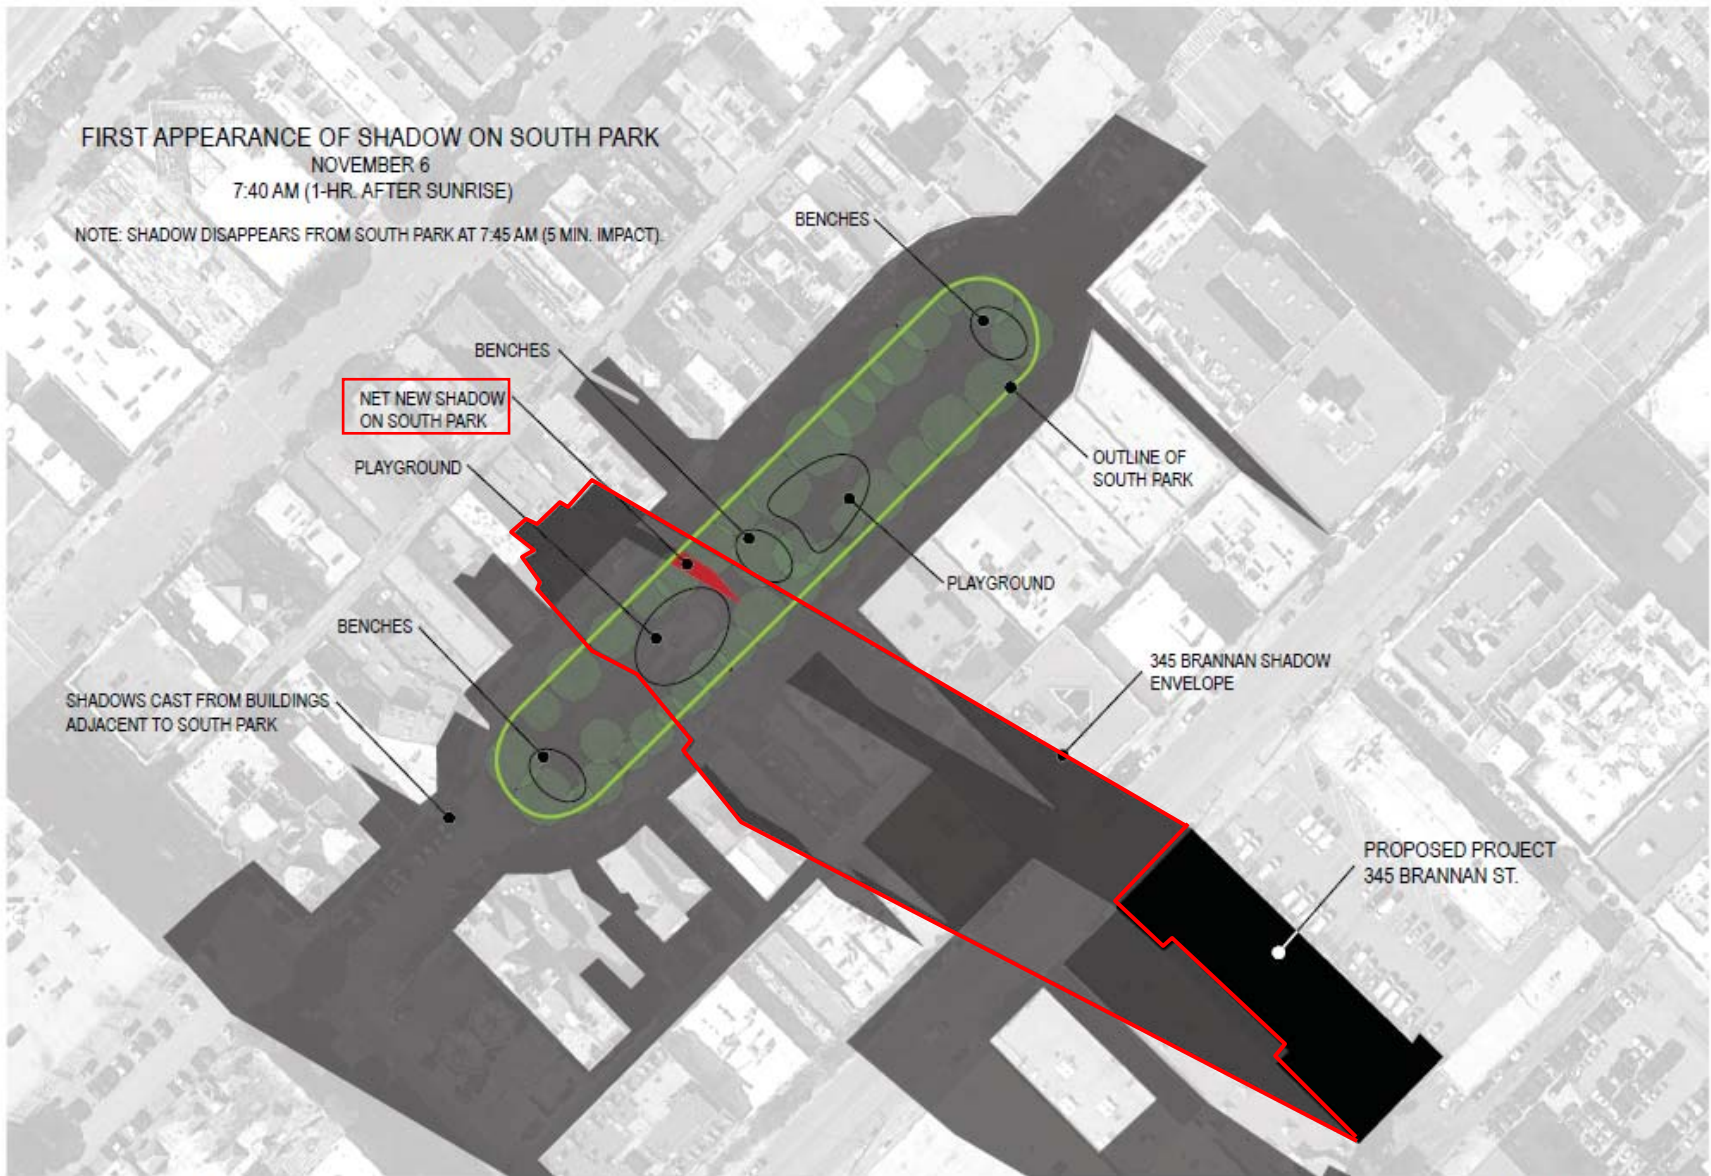 FIRST APPEARANCE OF SHADOW ON SOUTH PARK
NOVEMBER 6
7:40 AM (1-HR. AFTER SUNRISE)
NOTE: SHADOW DISAPPEARS FROM SOUTH PARK AT 7:45 AM (5 MIN. IMPACT).
BENCHES
BENCHES
NET NEW SHADOW
ON SOUTH PARK
PLAYGROUND
OUTLINE OF
SOUTH PARK
PLAYGROUND
BENCHES
345 BRANNAN SHADOW
ENVELOPE
SHADOWS CAST FROM BUILDINGS
ADJACENT TO SOUTH PARK
PROPOSED PROJECT
345 BRANNAN ST.